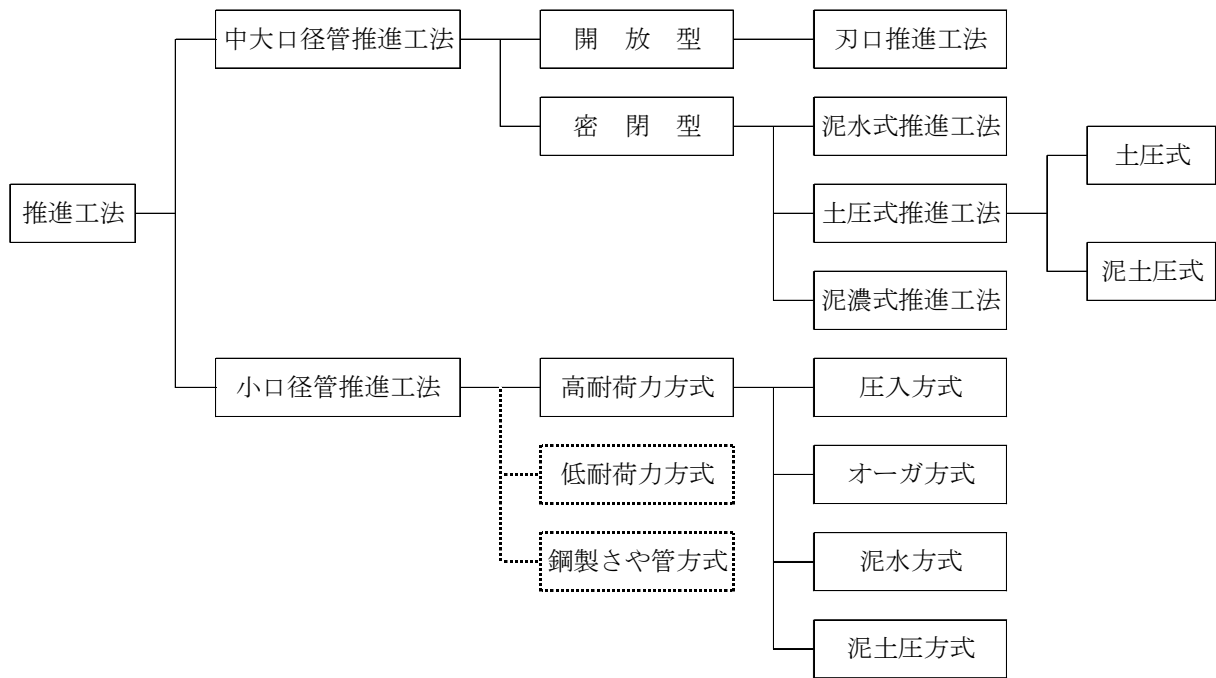 中大口径管推進工法
開放型
刃口推進工法
密閉型
泥水式推進工法
土圧式
推進工法
土圧式推進工法
泥土圧式
泥濃式推進工法
小口径管推進工法
高耐荷力方式
圧入方式
低耐荷力方式
オーガ方式
鋼製さや管方式
泥水方式
泥土圧方式